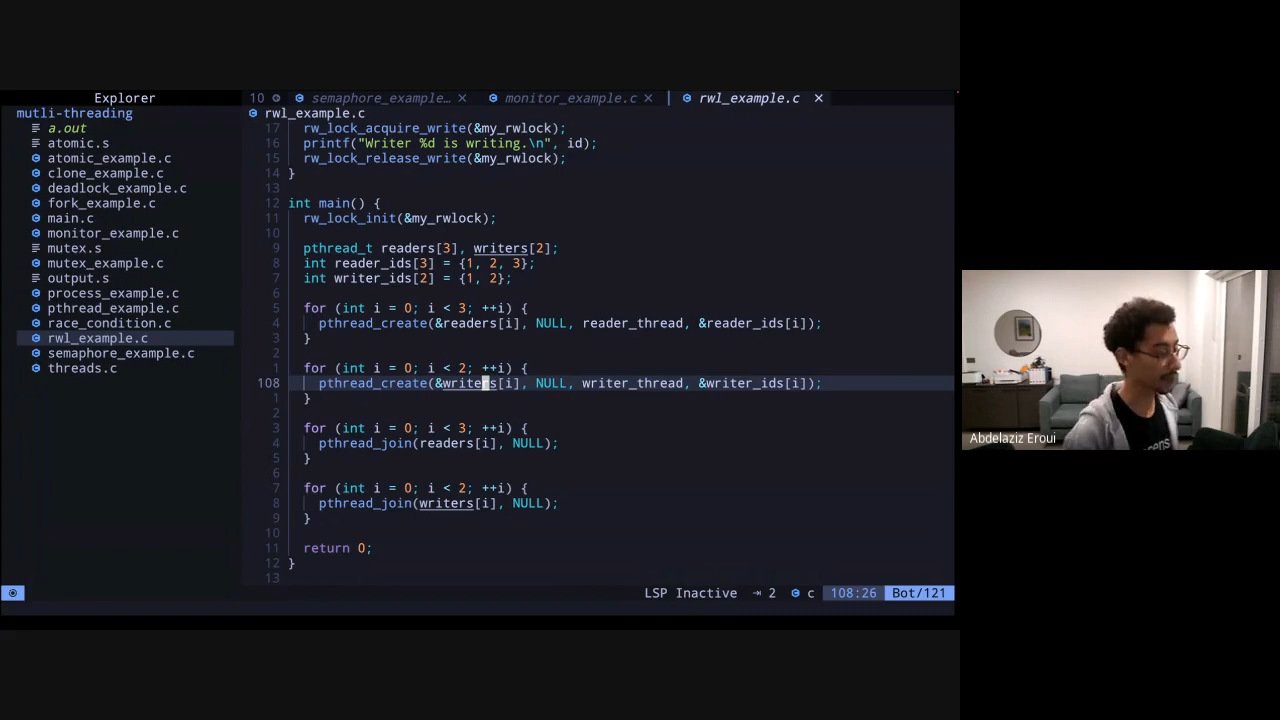 Explorer
10 semaphore_example… × monitor_example.c × rwl_example.c ×
mutli-threading
a.out
atomic.s
atomic_example.c
clone_example.c
deadlock_example.c
fork_example.c
main.c
monitor_example.c
mutex.s
mutex_example.c
output.s
process_example.c
pthread_example.c
race_condition.c
rwl_example.c
semaphore_example.c
threads.c
rwl_example.c
17 rw_lock_acquire_write(&my_rwlock);
16 printf("Writer %d is writing.\n", id);
15 rw_lock_release_write(&my_rwlock);
14 }
13
12 int main() {
11 rw_lock_init(&my_rwlock);
10
9 pthread_t readers[3], writers[2];
8 int reader_ids[3] = {1, 2, 3};
7 int writer_ids[2] = {1, 2};
6
5 for (int i = 0; i < 3; ++i) {
4 pthread_create(&readers[i], NULL, reader_thread, &reader_ids[i]);
3 }
2
1 for (int i = 0; i < 2; ++i) {
108 pthread_create(&writers[i], NULL, writer_thread, &writer_ids[i]);
1 }
2
3 for (int i = 0; i < 3; ++i) {
4 pthread_join(readers[i], NULL);
5 }
6
7 for (int i = 0; i < 2; ++i) {
8 pthread_join(writers[i], NULL);
9 }
10
11 return 0;
12 }
13
LSP Inactive ⇥ 2 c 108:26 Bot/121
Abdelaziz Eroui